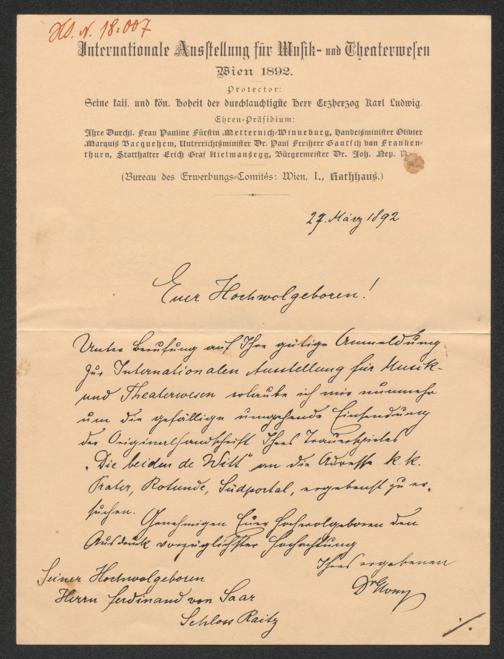 H.I.N. 18.007
Internationale Ausstellung für Musik- und Theaterwesen
Wien 1892.
Protector:
Seine kais. und kön. Hoheit der durchlauchtigste Herr Erzherzog Karl Ludwig.
Ehren-Präsidium:
Ihre Durchl. Frau Pauline Fürstin Metternich-Winneburg, Handelsminister Olivier
Marquis Bacquehem, Unterrichtsminister Dr. Paul Freiherr Gautsch von Franken-
thurn, Statthalter Erich Graf Kielmansegg, Bürgermeister Dr. Joh. Nep.
(Bureau des Erwerbungs-Comités: Wien, I., Rathhaus.)
29. März 1892
Euer Hochwolgeboren!
Unter Berufung auf Ihre gütige Anmeldung
zur Internationalen Ausstellung für Musik-
und Theaterwesen erlaube ich mir nunmehr
um die gefällige umgehende Einsendung
der Originalhandschrift Ihres Trauerspieles
"Die beiden de Witt" an die Adresse k.k.
Prater, Rotunde, Südportal, ergebenst zu er-
suchen.
Genehmigen Euer Hochwolgeboren den
Ausdruck vorzüglichster Hochachtung
Ihres ergebenen
Dr
Seiner Hochwolgeboren
Herrn Ferdinand von Saar
Schloss Raitz